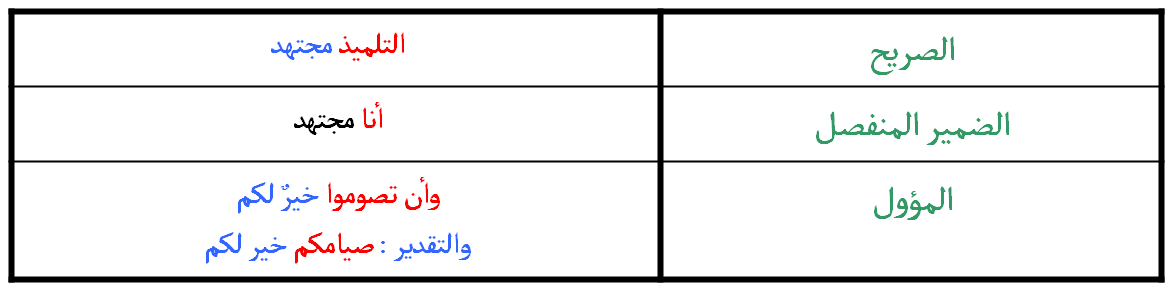 الصريح
التلميذ مجتهد
الضمير المنفصل
أنا مجتهد
المؤول
وأن تصوموا خيرٌ لكم
والتقدير : صيامكم خير لكم